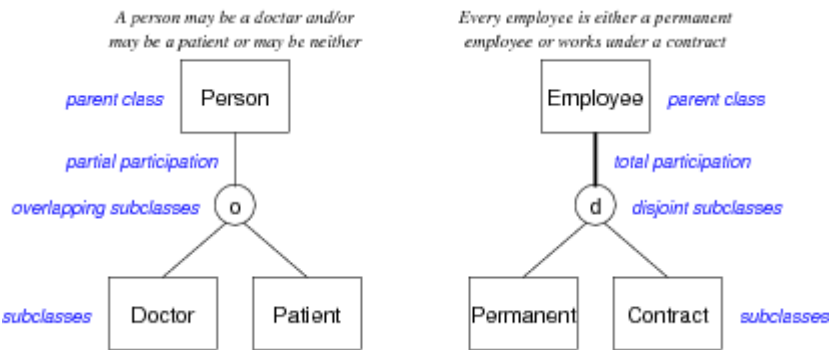 A person may be a doctar and/or
may be a patient or may be neither
Every employee is either a permanent
employee or works under a contract
parent class
Person
Employee
parent class
partial participation
total participation
overlapping subclasses
o
d
disjoint subclasses
subclasses
Doctor
Patient
Permanent
Contract
subclasses